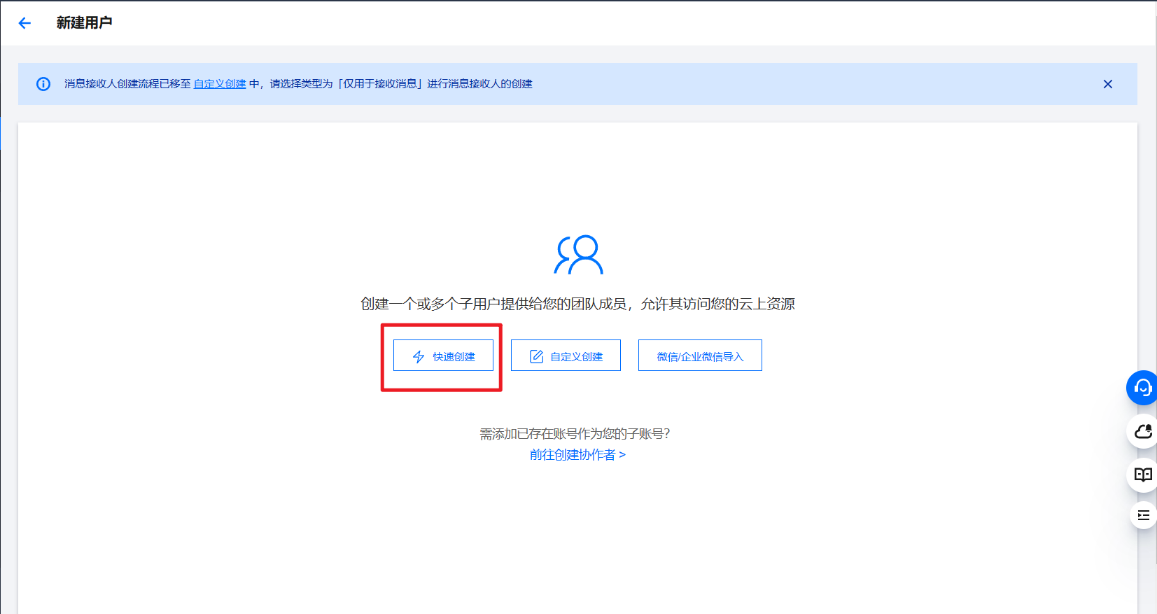 新建用户
消息接收人创建流程已移至 自定义创建 中，请选择类型为「仅用于接收消息」进行消息接收人的创建
创建一个或多个子用户提供给您的团队成员，允许其访问您的云上资源
快速创建 自定义创建 微信/企业微信导入
需添加已存在账号作为您的子账号？
前往创建协作者 >